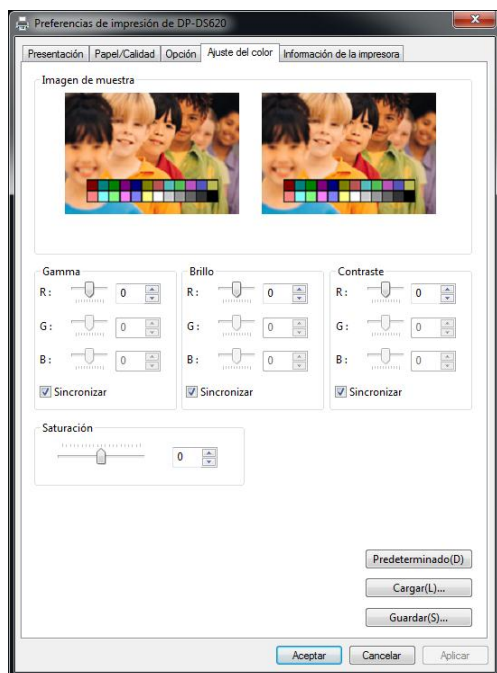 Preferencias de impresión de DP-DS620
Presentación Papel/Calidad Opción Ajuste del color Información de la impresora
Imagen de muestra
Gamma Brillo Contraste
R: 0 R: 0 R: 0
G: 0 G: 0 G: 0
B: 0 B: 0 B: 0
Sincronizar Sincronizar Sincronizar
Saturación
0
Predeterminado(D)
Cargar(L)...
Guardar(S)...
Aceptar Cancelar Aplicar